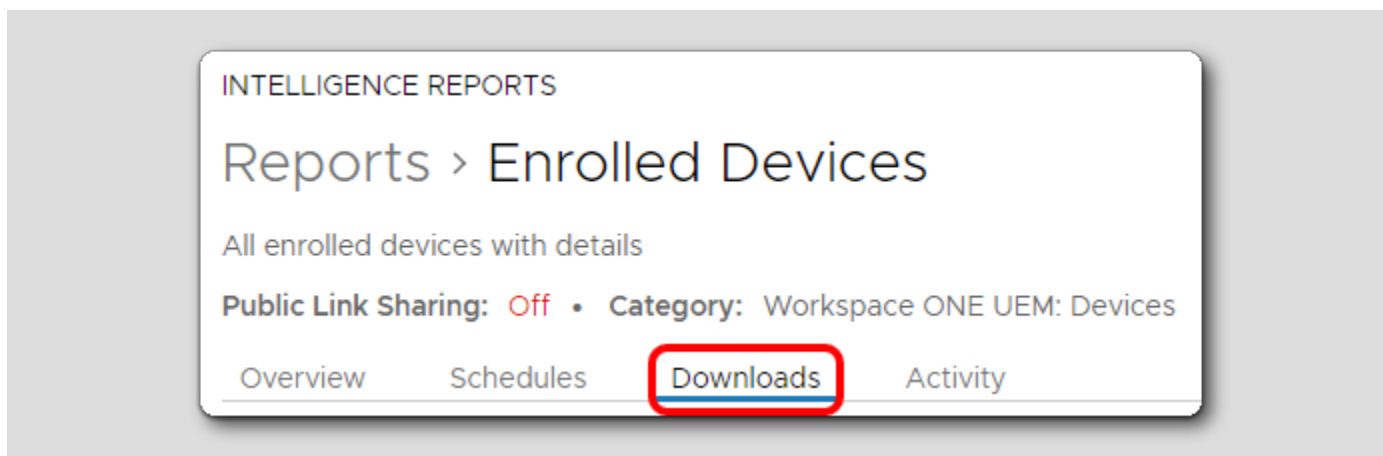 INTELLIGENCE REPORTS
Reports > Enrolled Devices
All enrolled devices with details
Public Link Sharing: Off • Category: Workspace ONE UEM: Devices
Overview Schedules Downloads Activity